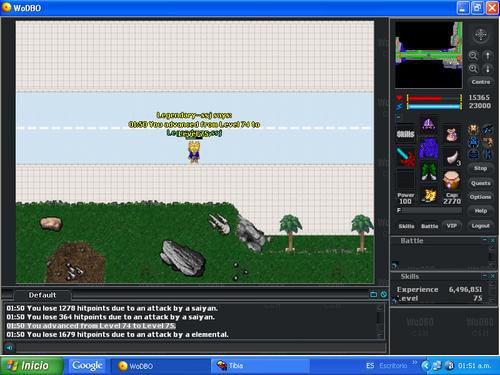 WoDBO
Legendary-ssj says:
01:50 You advanced from Level 74 to
Level 75.
15365
23000
Centre
Skills
3
Power
100
Cap:
2770
Stop
Quests
Options
Help
Logout
F
Skills
Battle
VIP
Battle
Skills
Experience 6,496,851
Level 75
Default
01:50 You lose 1278 hitpoints due to an attack by a saiyan.
01:50 You lose 364 hitpoints due to an attack by a saiyan.
01:50 You advanced from Level 74 to Level 75.
01:50 You lose 1679 hitpoints due to an attack by a elemental.
Inicio
Google
WoDBO
Tibia
ES
Escritorio
01:51 a.m.